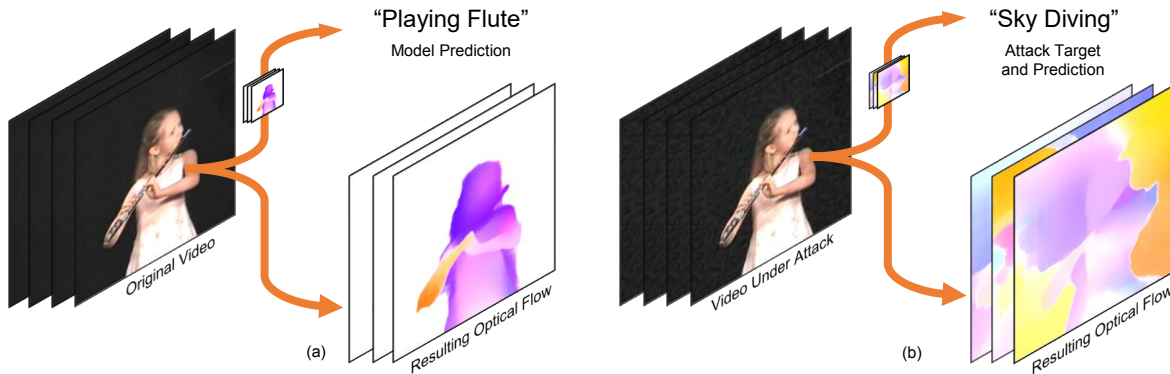 “Playing Flute”
Model Prediction
Original Video
Resulting Optical Flow
(a)
“Sky Diving”
Attack Target
and Prediction
Video Under Attack
Resulting Optical Flow
(b)